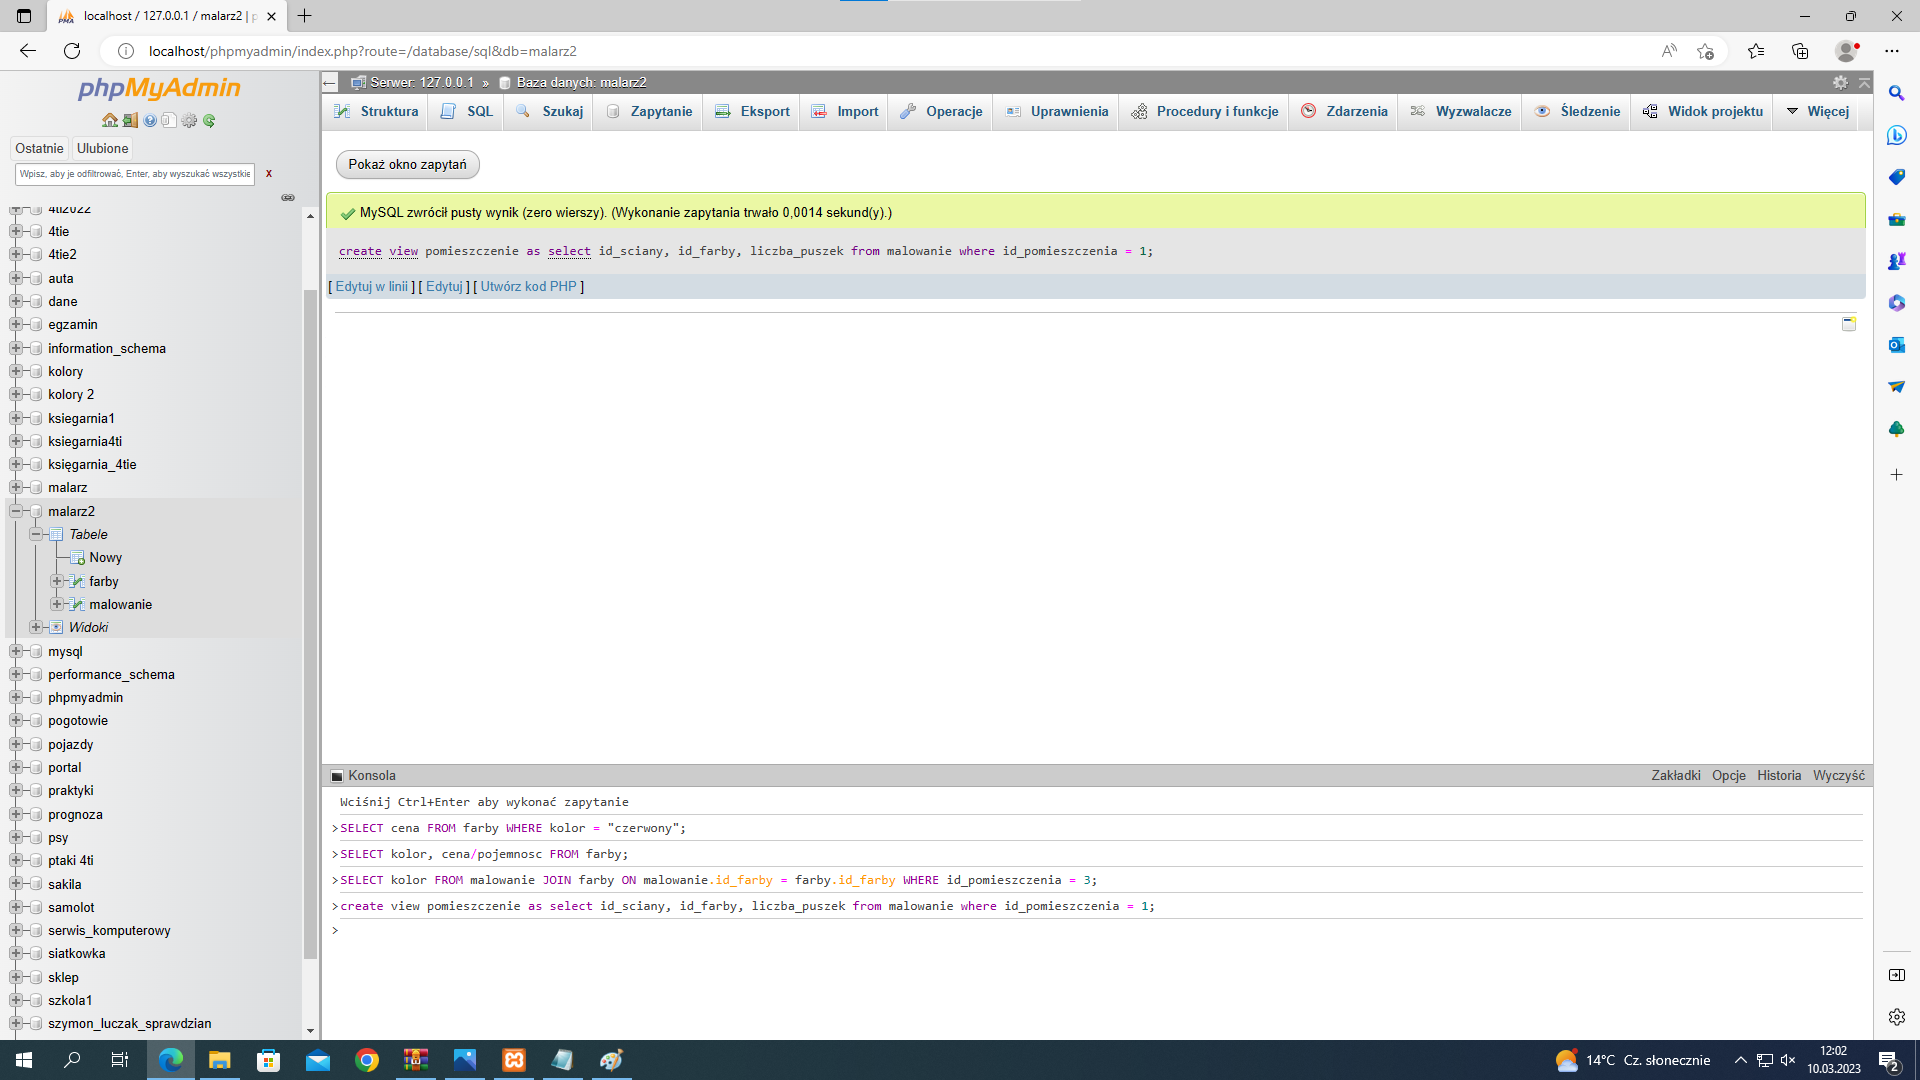 localhost / 127.0.0.1 / malarz2 | p
localhost/phpmyadmin/index.php?route=/database/sql&db=malarz2
phpMyAdmin
Ostatnie
Ulubione
Wpisz, aby je odfiltrować, Enter, aby wyszukać wszystkie
x
4ti2022
4tie
4tie2
auta
dane
egzamin
information_schema
kolory
kolory 2
ksiegarnia1
ksiegarnia4ti
księgarnia_4tie
malarz
malarz2
Tabele
Nowy
farby
malowanie
Widoki
mysql
performance_schema
phpmyadmin
pogotowie
pojazdy
portal
praktyki
prognoza
psy
ptaki 4ti
sakila
samolot
serwis_komputerowy
siatkowka
sklep
szkola1
szymon_luczak_sprawdzian
Serwer: 127.0.0.1 » Baza danych: malarz2
Struktura SQL Szukaj Zapytanie Eksport Import Operacje Uprawnienia Procedury i funkcje Zdarzenia Wyzwalacze Śledzenie Widok projektu Więcej
Pokaż okno zapytań
MySQL zwrócił pusty wynik (zero wierszy). (Wykonanie zapytania trwało 0,0014 sekund(y).)
create view pomieszczenie as select id_sciany, id_farby, liczba_puszek from malowanie where id_pomieszczenia = 1;
[ Edytuj w linii ] [ Edytuj ] [ Utwórz kod PHP ]
Konsola
Zakładki Opcje Historia Wyczyść
Wciśnij Ctrl+Enter aby wykonać zapytanie
>SELECT cena FROM farby WHERE kolor = "czerwony";
>SELECT kolor, cena/pojemnosc FROM farby;
>SELECT kolor FROM malowanie JOIN farby ON malowanie.id_farby = farby.id_farby WHERE id_pomieszczenia = 3;
>create view pomieszczenie as select id_sciany, id_farby, liczba_puszek from malowanie where id_pomieszczenia = 1;
>
14°C Cz. słonecznie
12:02
10.03.2023
2